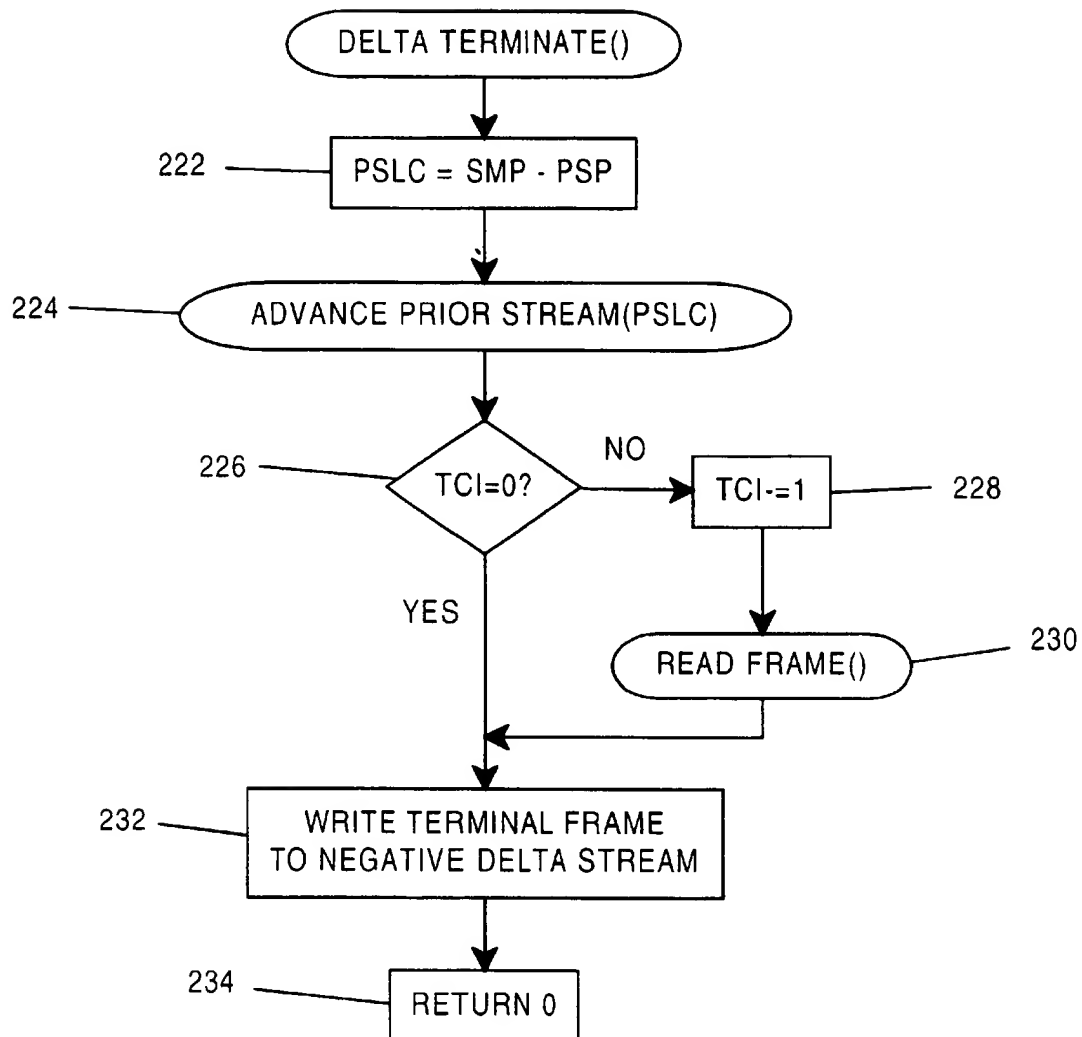 DELTA TERMINATE()
222
PSLC = SMP - PSP
224
ADVANCE PRIOR STREAM(PSLC)
226
TCI=0?
NO
TCI-=1
228
YES
READ FRAME()
230
232
WRITE TERMINAL FRAME
TO NEGATIVE DELTA STREAM
234
RETURN 0